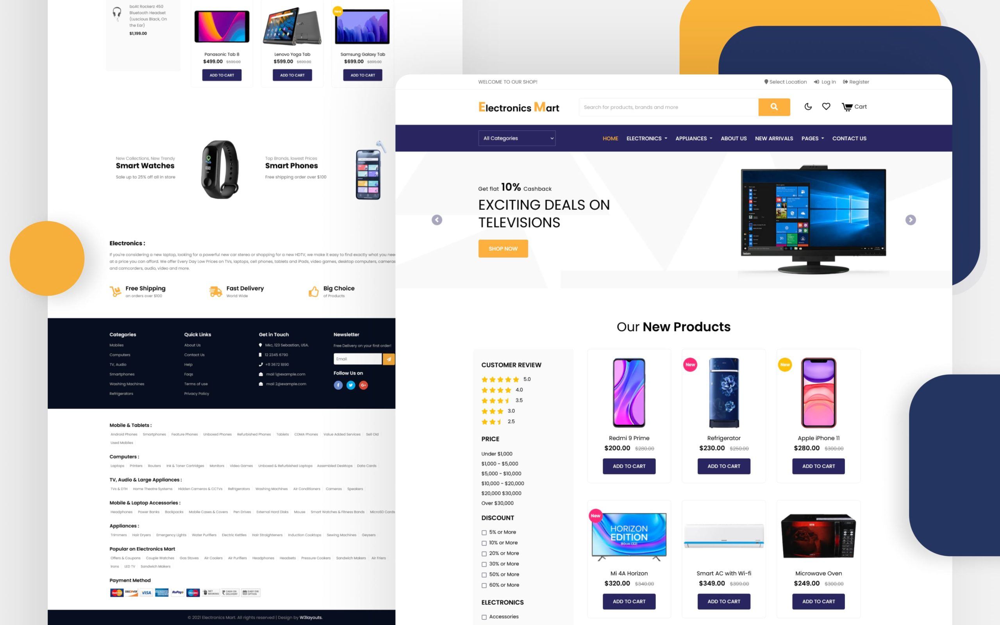 boAt Rockerz 450
Bluetooth Headset
(Luscious Black, On
the Ear)
$1,199.00
New
Panasonic Tab 8
$499.00 $599.00
ADD TO CART
Lenovo Yoga Tab
$599.00 $699.00
ADD TO CART
Samsung Galaxy Tab
$699.00 $899.00
ADD TO CART
New Collections, New Trendy
Smart Watches
Sale up to 25% off all in store
Top Brands, lowest Prices
Smart Phones
Free shipping order over $100
Electronics :
If you're considering a new laptop, looking for a powerful new car stereo or shopping for a new HDTV, we make it easy to find exactly what you nee
at a price you can afford. We offer Every Day Low Prices on TVs, laptops, cell phones, tablets and iPads, video games, desktop computers, cameras
and camcorders, audio, video and more.
Free Shipping
on orders over $100
Fast Delivery
World Wide
Big Choice
of Products
Categories
Mobiles
Computers
TV, Audio
Smartphones
Washing Machines
Refrigerators
Quick Links
About Us
Contact Us
Help
Faqs
Terms of use
Privacy Policy
Get in Touch
Mkc, 123 Sebastian, USA.
12 2345 6790
+11 3672 1890
mail 1@example.com
mail 2@example.com
Newsletter
Free Delivery on your first order!
Email
Follow Us on
f
G+
Mobile & Tablets :
Android Phones Smartphones Feature Phones Unboxed Phones Refurbished Phones Tablets CDMA Phones Value Added Services Sell Old
Used Mobiles
Computers :
Laptops Printers Routers Ink & Toner Cartridges Monitors Video Games Unboxed & Refurbished Laptops Assembled Desktops Data Cards
TV, Audio & Large Appliances :
TVs & DTH Home Theatre Systems Hidden Cameras & CCTVs Refrigerators Washing Machines Air Conditioners Cameras Speakers
Mobile & Laptop Accessories :
Headphones Power Banks Backpacks Mobile Cases & Covers Pen Drives External Hard Disks Mouse Smart Watches & Fitness Bands MicroSD Cards
Appliances :
Trimmers Hair Dryers Emergency Lights Water Purifiers Electric Kettles Hair Straighteners Induction Cooktops Sewing Machines Geysers
Popular on Electronics Mart
Offers & Coupons Couple Watches Gas Stoves Air Coolers Air Purifiers Headphones Headsets Pressure Cookers Sandwich Makers Air Friers
Irons LED TV Sandwich Makers
Payment Method
DISCOVER VISA RuPay NET BANKING CASH ON DELIVERY EASY EMI OPTION
© 2021 Electronics Mart. All rights reserved | Design by W3layouts.
WELCOME TO OUR SHOP!
Select Location Log In Register
Electronics Mart
Search for products, brands and more
Cart
All Categories
HOME ELECTRONICS APPLIANCES ABOUT US NEW ARRIVALS PAGES CONTACT US
Get flat 10% Cashback
EXCITING DEALS ON
TELEVISIONS
SHOP NOW
Our New Products
CUSTOMER REVIEW
5.0
4.0
3.5
3.0
2.5
PRICE
Under $1,000
$1,000 - $5,000
$5,000 - $10,000
$10,000 - $20,000
$20,000 $30,000
Over $30,000
DISCOUNT
5% or More
10% or More
20% or More
30% or More
50% or More
60% or More
ELECTRONICS
Accessories
Redmi 9 Prime
$200.00 $280.00
ADD TO CART
New
Refrigerator
$230.00 $250.00
ADD TO CART
New
Apple iPhone 11
$280.00 $300.00
ADD TO CART
New
HORIZON
EDITION
80cm (32)
Mi 4A Horizon
$320.00 $340.00
ADD TO CART
Smart AC with Wi-fi
$349.00 $399.00
ADD TO CART
Microwave Oven
$249.00 $300.00
ADD TO CART